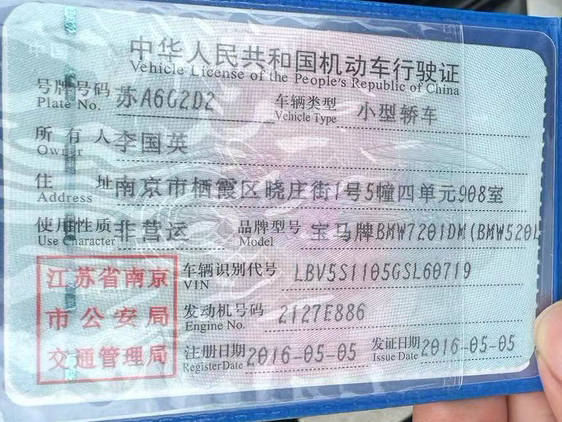 中华人民共和国机动车行驶证
Vehicle License of the People's Republic of China
号牌号码 苏A6G2D2 车辆类型 小型轿车
Plate No. Vehicle Type
所有人 李国英
Owner
住址 南京市栖霞区晓庄街1号5幢四单元908室
Address
使用性质 非营运 品牌型号 宝马牌BMW7201DM(BMW520L
Use Character Model
江苏省南京
市公安局
交通管理局
车辆识别代号 LBV5S1105GSL60719
VIN
发动机号码 2127E886
Engine No.
注册日期 2016-05-05 发证日期 2016-05-05
Register Date Issue Date